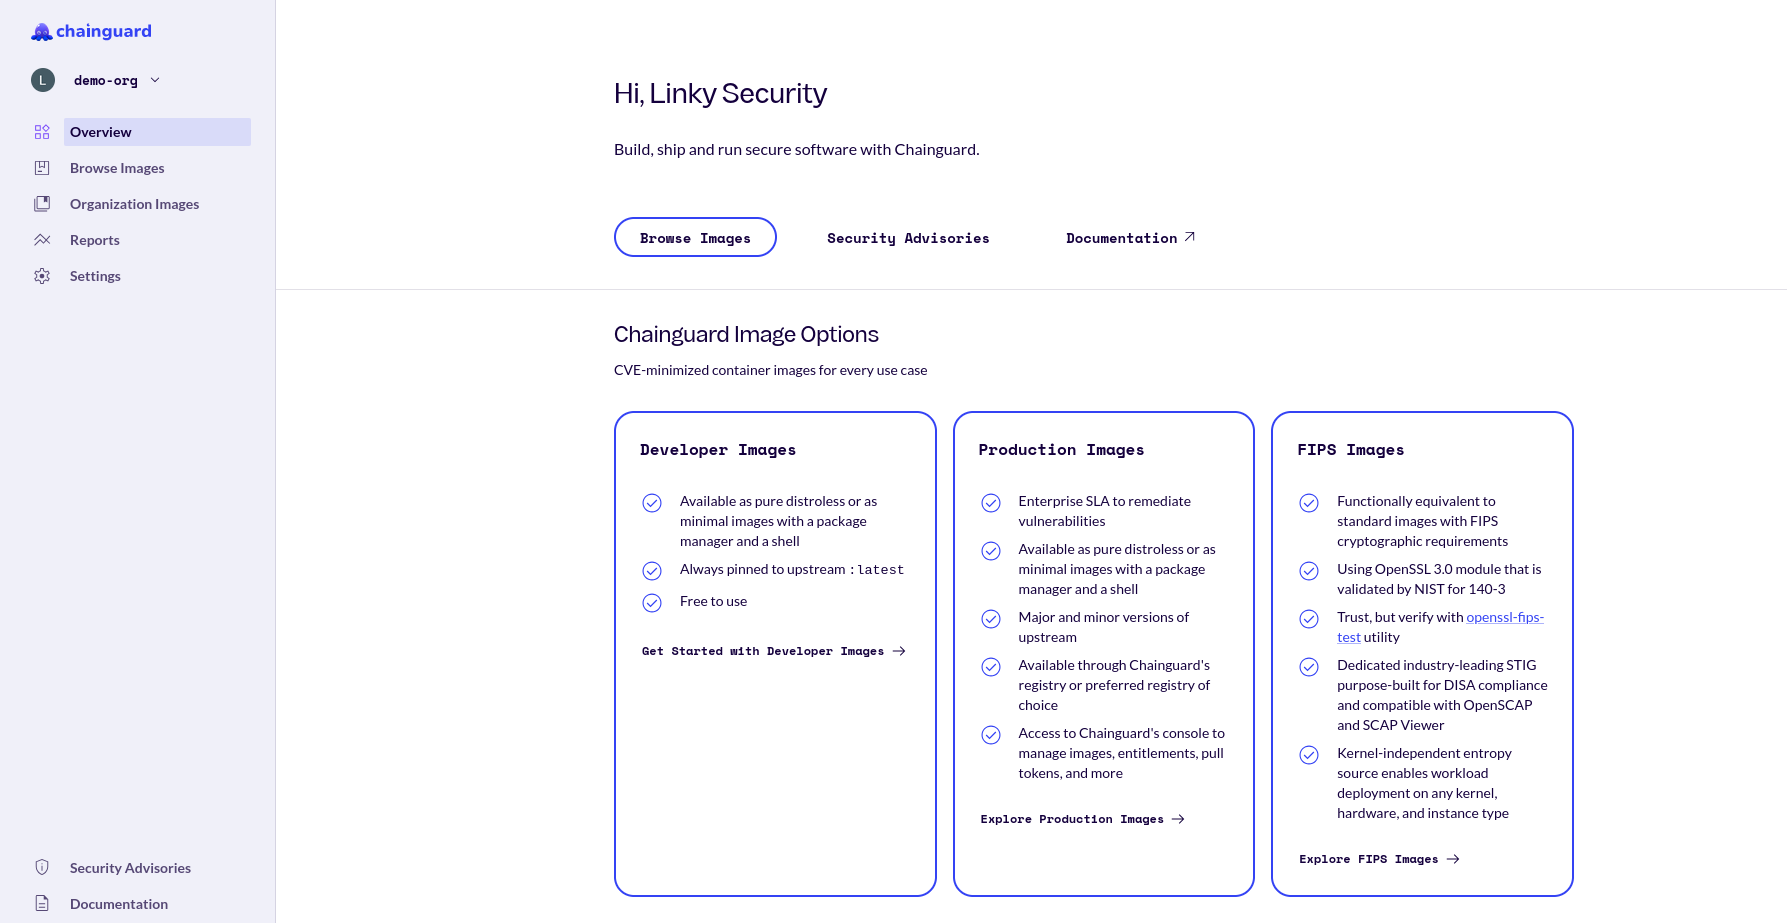 chainguard
L demo-org
Overview
Browse Images
Organization Images
Reports
Settings
Security Advisories
Documentation
Hi, Linky Security
Build, ship and run secure software with Chainguard.
Browse Images Security Advisories Documentation
Chainguard Image Options
CVE-minimized container images for every use case
Developer Images
Available as pure distroless or as
minimal images with a package
manager and a shell
Always pinned to upstream :latest
Free to use
Get Started with Developer Images
Production Images
Enterprise SLA to remediate
vulnerabilities
Available as pure distroless or as
minimal images with a package
manager and a shell
Major and minor versions of
upstream
Available through Chainguard's
registry or preferred registry of
choice
Access to Chainguard's console to
manage images, entitlements, pull
tokens, and more
Explore Production Images
FIPS Images
Functionally equivalent to
standard images with FIPS
cryptographic requirements
Using OpenSSL 3.0 module that is
validated by NIST for 140-3
Trust, but verify with openssl-fips-
test utility
Dedicated industry-leading STIG
purpose-built for DISA compliance
and compatible with OpenSCAP
and SCAP Viewer
Kernel-independent entropy
source enables workload
deployment on any kernel,
hardware, and instance type
Explore FIPS Images